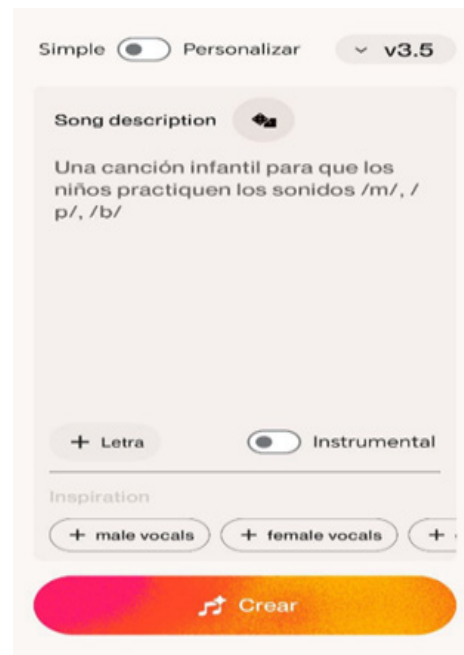 Simple Personalizar v3.5
Song description
Una canción infantil para que los
niños practiquen los sonidos /m/, /
p/, /b/
+ Letra Instrumental
Inspiration
+ male vocals + female vocals +
Crear